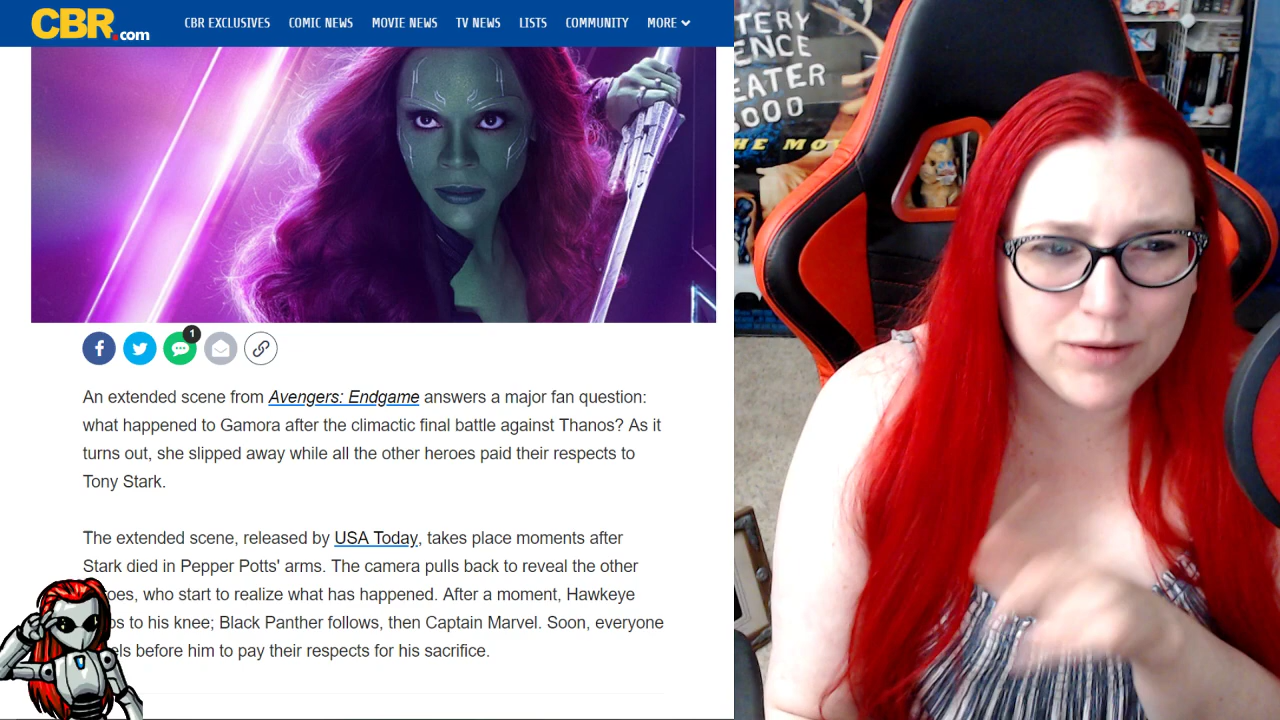 CBR.com
CBR EXCLUSIVES COMIC NEWS MOVIE NEWS TV NEWS LISTS COMMUNITY MORE
1
An extended scene from Avengers: Endgame answers a major fan question:
what happened to Gamora after the climactic final battle against Thanos? As it
turns out, she slipped away while all the other heroes paid their respects to
Tony Stark.
The extended scene, released by USA Today, takes place moments after
Stark died in Pepper Potts' arms. The camera pulls back to reveal the other
who start to realize what has happened. After a moment, Hawkeye
to his knee; Black Panther follows, then Captain Marvel. Soon, everyone
before him to pay their respects for his sacrifice.
TERY
ENCE
EATER
3000
HE MO